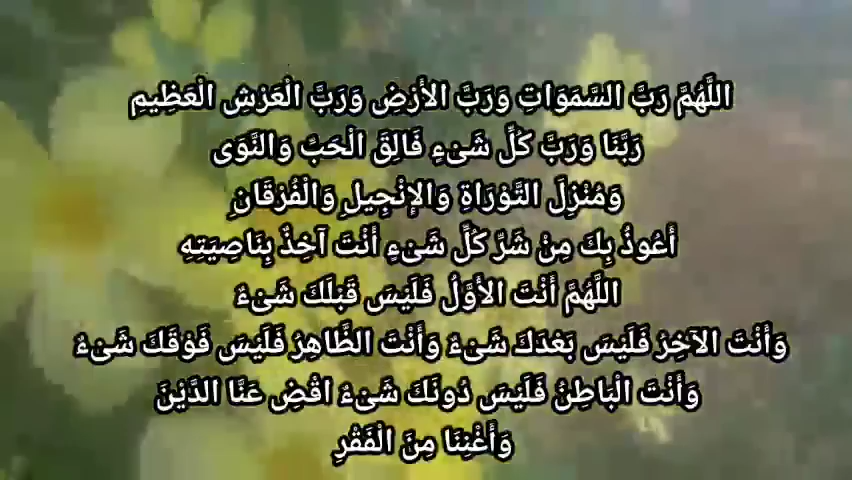 اللَّهُمَّ رَبَّ السَّمَوَاتِ وَرَبَّ الأَرْضِ وَرَبَّ الْعَرْشِ الْعَظِيمِ
رَبَّنَا وَرَبَّ كُلِّ شَىْءٍ فَالِقَ الْحَبِّ وَالنَّوَى
وَمُنْزِلَ التَّوْرَاةِ وَالإِنْجِيلِ وَالْفُرْقَانِ
أَعُوذُ بِكَ مِنْ شَرِّ كُلِّ شَىْءٍ أَنْتَ آخِذٌ بِنَاصِيَتِهِ
اللَّهُمَّ أَنْتَ الأَوَّلُ فَلَيْسَ قَبْلَكَ شَىْءٌ
وَأَنْتَ الآخِرُ فَلَيْسَ بَعْدَكَ شَىْءٌ وَأَنْتَ الظَّاهِرُ فَلَيْسَ فَوْقَكَ شَىْءٌ
وَأَنْتَ الْبَاطِنُ فَلَيْسَ دُونَكَ شَىْءٌ اقْضِ عَنَّا الدَّيْنَ
وَأَغْنِنَا مِنَ الْفَقْرِ